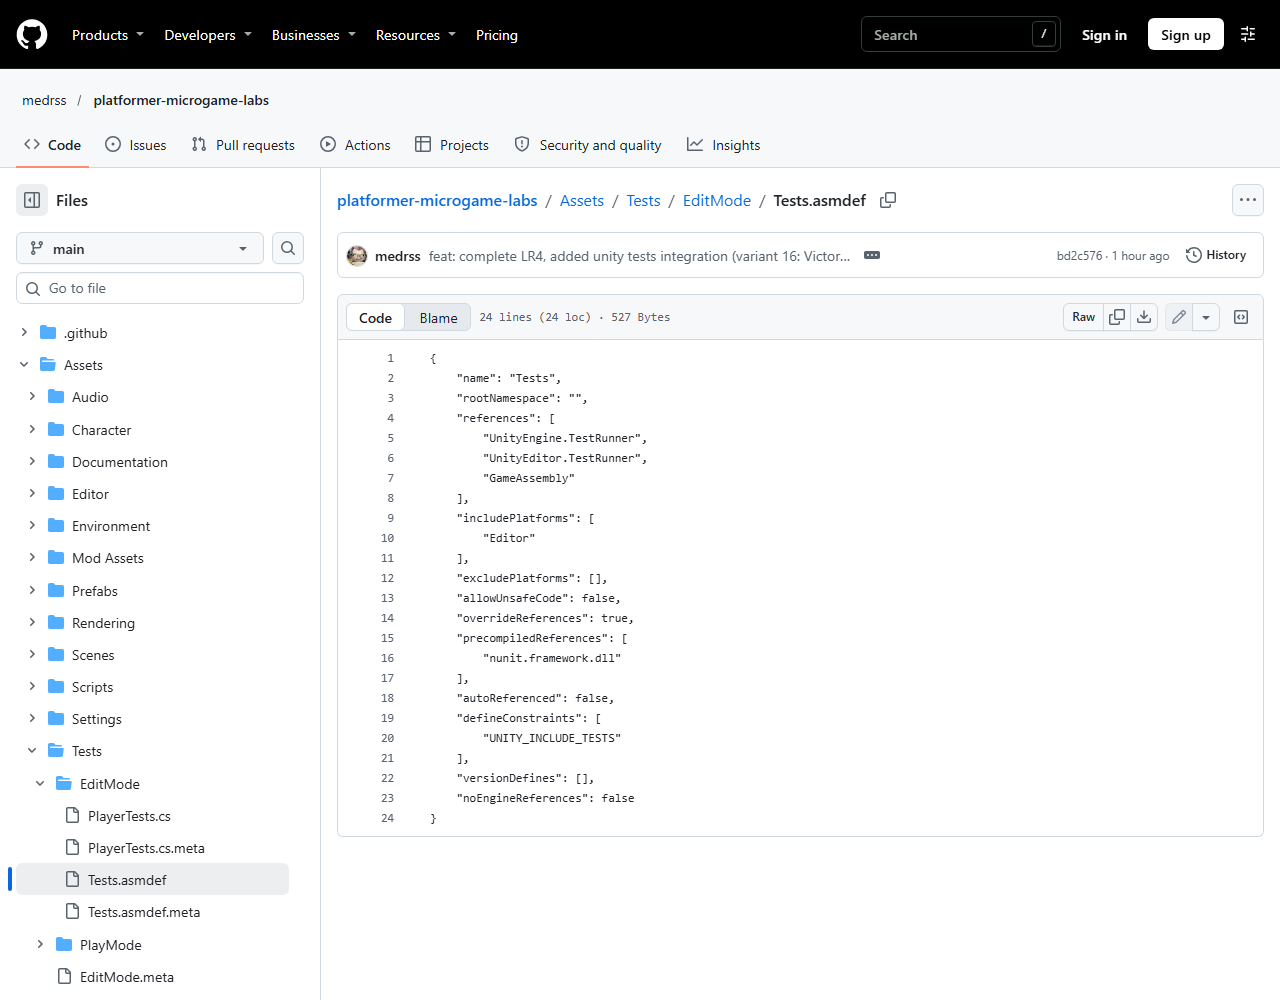 Products Developers Businesses Resources Pricing Search / Sign in Sign up
medrss / platformer-microgame-labs
Code Issues Pull requests Actions Projects Security and quality Insights
Files
main
Go to file
.github
Assets
Audio
Character
Documentation
Editor
Environment
Mod Assets
Prefabs
Rendering
Scenes
Scripts
Settings
Tests
EditMode
PlayerTests.cs
PlayerTests.cs.meta
Tests.asmdef
Tests.asmdef.meta
PlayMode
EditMode.meta
platformer-microgame-labs / Assets / Tests / EditMode / Tests.asmdef
medrss feat: complete LR4, added unity tests integration (variant 16: Victor... bd2c576 · 1 hour ago History
Code Blame 24 lines (24 loc) · 527 Bytes Raw
1 {
2 "name": "Tests",
3 "rootNamespace": "",
4 "references": [
5 "UnityEngine.TestRunner",
6 "UnityEditor.TestRunner",
7 "GameAssembly"
8 ],
9 "includePlatforms": [
10 "Editor"
11 ],
12 "excludePlatforms": [],
13 "allowUnsafeCode": false,
14 "overrideReferences": true,
15 "precompiledReferences": [
16 "nunit.framework.dll"
17 ],
18 "autoReferenced": false,
19 "defineConstraints": [
20 "UNITY_INCLUDE_TESTS"
21 ],
22 "versionDefines": [],
23 "noEngineReferences": false
24 }